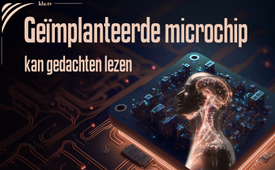 kla.tv
Geïmplanteerde microchip
kan gedachten lezen